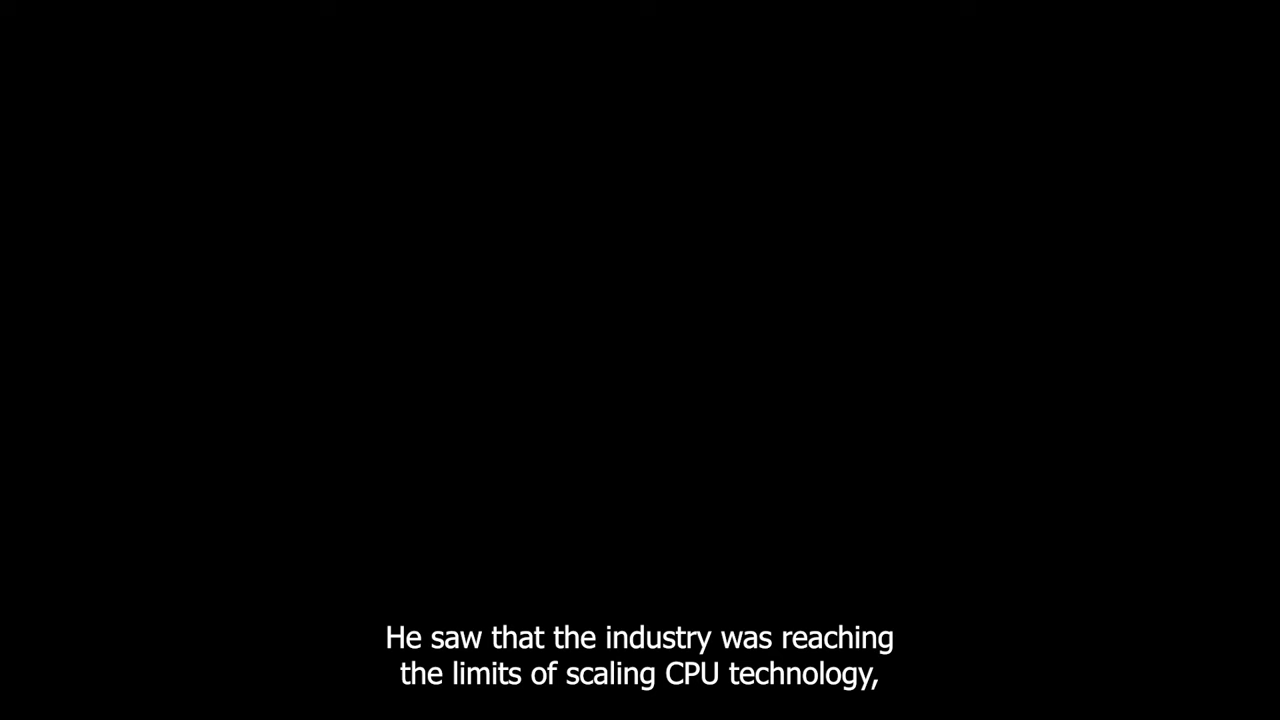 He saw that the industry was reaching
the limits of scaling CPU technology,